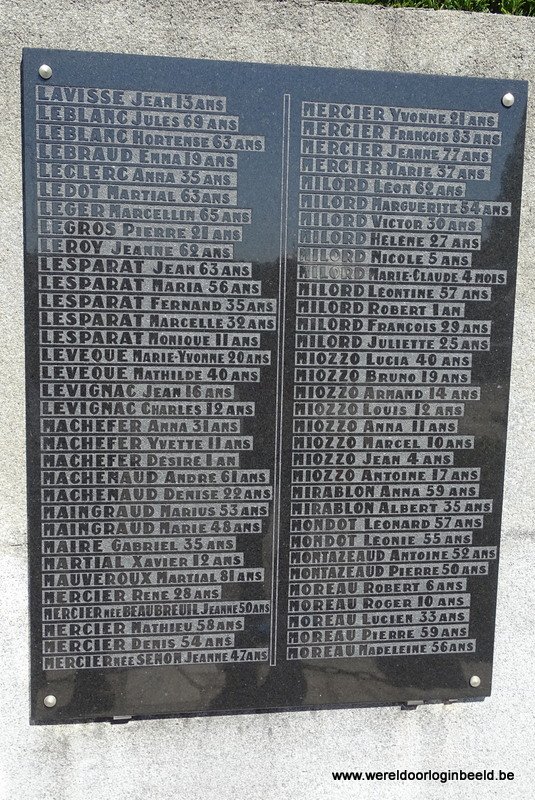 LAVISSE JEAN 13 ANS
LEBLANC JULES 69 ANS
LEBLANC HORTENSE 63 ANS
LEBRAUD EMMA 19 ANS
LECLERC ANNA 35 ANS
LEDOT MARTIAL 63 ANS
LEGER MARCELLIN 65 ANS
LEGROS PIERRE 21 ANS
LEROY JEANNE 62 ANS
LESPARAT JEAN 63 ANS
LESPARAT MARIA 56 ANS
LESPARAT FERNAND 35 ANS
LESPARAT MARCELLE 32 ANS
LESPARAT MONIQUE 11 ANS
LEVEQUE MARIE-YVONNE 20 ANS
LEVEQUE MATHILDE 40 ANS
LEVIGNAC JEAN 16 ANS
LEVIGNAC CHARLES 12 ANS
MACHEFER ANNA 31 ANS
MACHEFER YVETTE 11 ANS
MACHEFER DÉSIRÉ 1 AN
MACHENAUD ANDRÉ 61 ANS
MACHENAUD DENISE 22 ANS
MAINGRAUD MARIUS 53 ANS
MAINGRAUD MARIE 48 ANS
MAIRE GABRIEL 35 ANS
MARTIAL XAVIER 12 ANS
MAUVEROUX MARTIAL 81 ANS
MERCIER RENÉ 28 ANS
MERCIER NÉE BEAUBREUIL JEANNE 50 ANS
MERCIER MATHIEU 58 ANS
MERCIER DENIS 54 ANS
MERCIER NÉE SENON JEANNE 47 ANS
MERCIER YVONNE 21 ANS
MERCIER FRANÇOIS 83 ANS
MERCIER JEANNE 77 ANS
MERCIER MARIE 37 ANS
MILORD LÉON 62 ANS
MILORD MARGUERITE 54 ANS
MILORD VICTOR 30 ANS
MILORD HÉLÈNE 27 ANS
MILORD NICOLE 5 ANS
MILORD MARIE-CLAUDE 4 MOIS
MILORD LÉONTINE 57 ANS
MILORD ROBERT 1 AN
MILORD FRANÇOIS 29 ANS
MILORD JULIETTE 25 ANS
MIOZZO LUCIA 40 ANS
MIOZZO BRUNO 19 ANS
MIOZZO ARMAND 14 ANS
MIOZZO LOUIS 12 ANS
MIOZZO ANNA 11 ANS
MIOZZO MARCEL 10 ANS
MIOZZO JEAN 4 ANS
MIOZZO ANTOINE 17 ANS
MIRABLON ANNA 59 ANS
MIRABLON ALBERT 35 ANS
MONDOT LÉONARD 57 ANS
MONDOT LÉONIE 55 ANS
MONTAZEAUD ANTOINE 52 ANS
MONTAZEAUD PIERRE 50 ANS
MOREAU ROBERT 6 ANS
MOREAU ROGER 10 ANS
MOREAU LUCIEN 33 ANS
MOREAU PIERRE 59 ANS
MOREAU MADELEINE 56 ANS
www.wereldoorloginbeeld.be